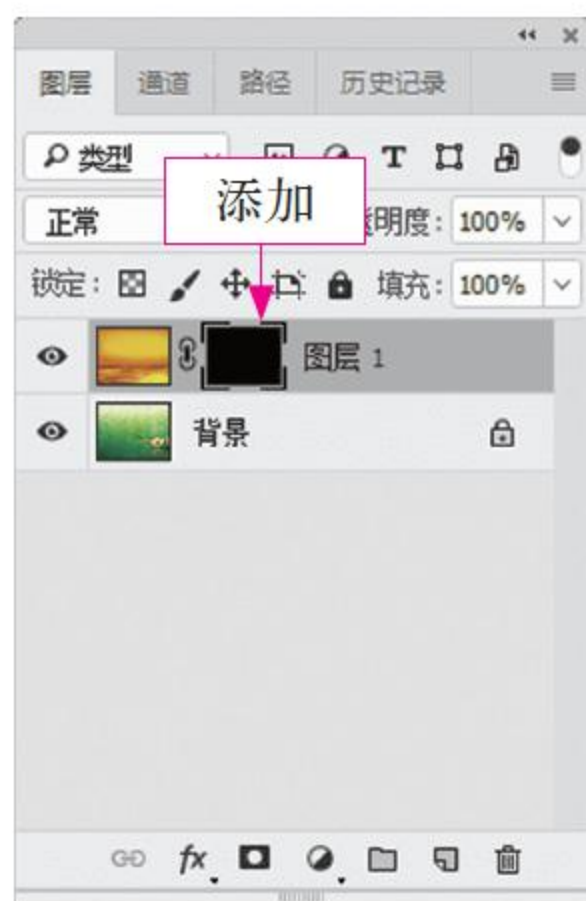 图层 通道 路径 历史记录
类型
添加
正常 明度: 100%
锁定: 填充: 100%
图层 1
背景
fx